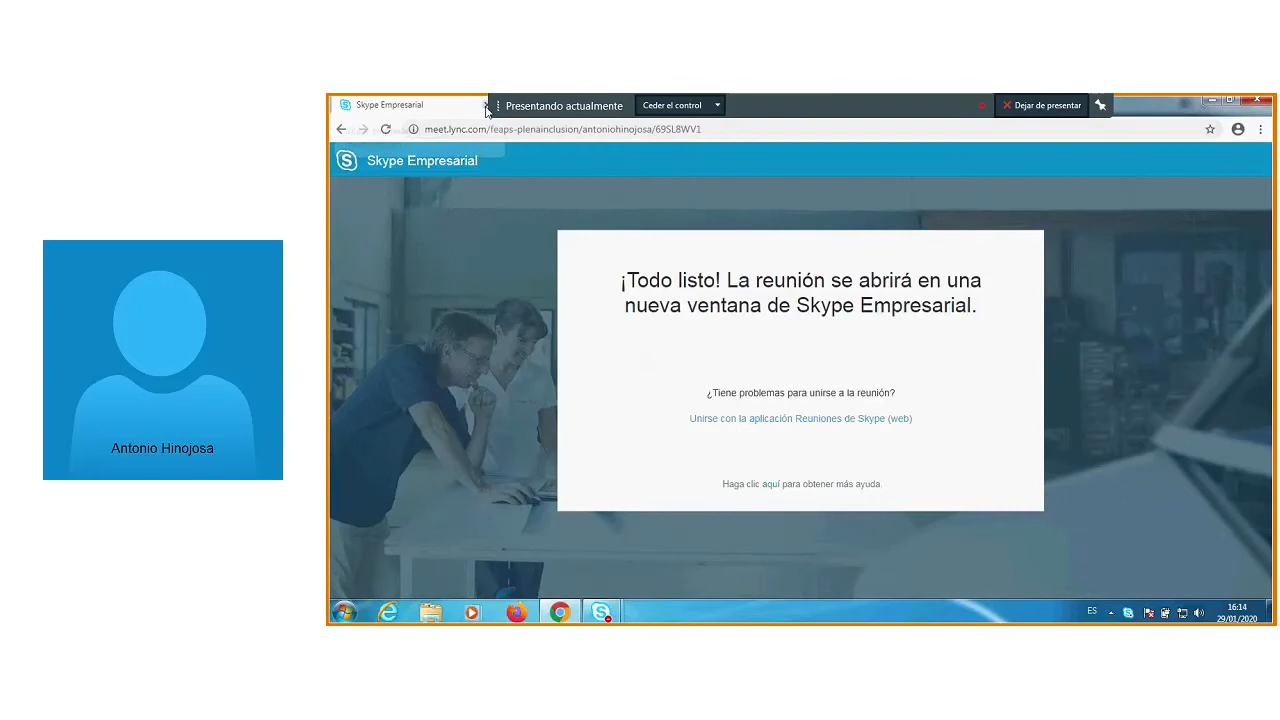 Skype Empresarial
Presentando actualmente
Ceder el control
Dejar de presentar
meet.lync.com/feaps-plenainclusion/antoniohinojosa/69SL8WV1
Skype Empresarial
¡Todo listo! La reunión se abrirá en una
nueva ventana de Skype Empresarial.
¿Tiene problemas para unirse a la reunión?
Unirse con la aplicación Reuniones de Skype (web)
Haga clic aquí para obtener más ayuda.
Antonio Hinojosa
ES
16:14
29/01/2020